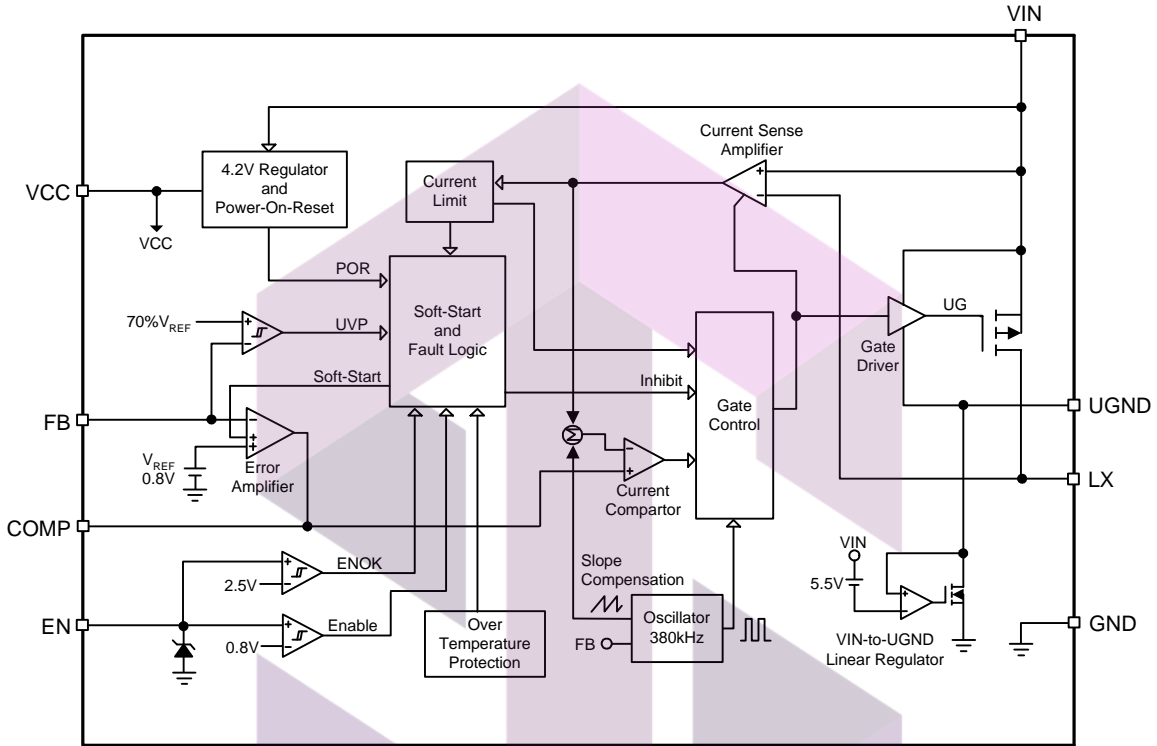 VIN
Current Sense
Amplifier
4.2V Regulator
and
Power-On-Reset
Current
Limit
VCC
VCC
POR
UG
70%VREF
UVP
Soft-Start
and
Fault Logic
Gate
Driver
Soft-Start
Inhibit
Gate
Control
FB
UGND
VREF
0.8V
Error
Amplifier
Σ
Current
Compartor
LX
COMP
ENOK
2.5V
Slope
Compensation
VIN
5.5V
EN
Enable
0.8V
Over
Temperature
Protection
Oscillator
380kHz
FB
VIN-to-UGND
Linear Regulator
GND